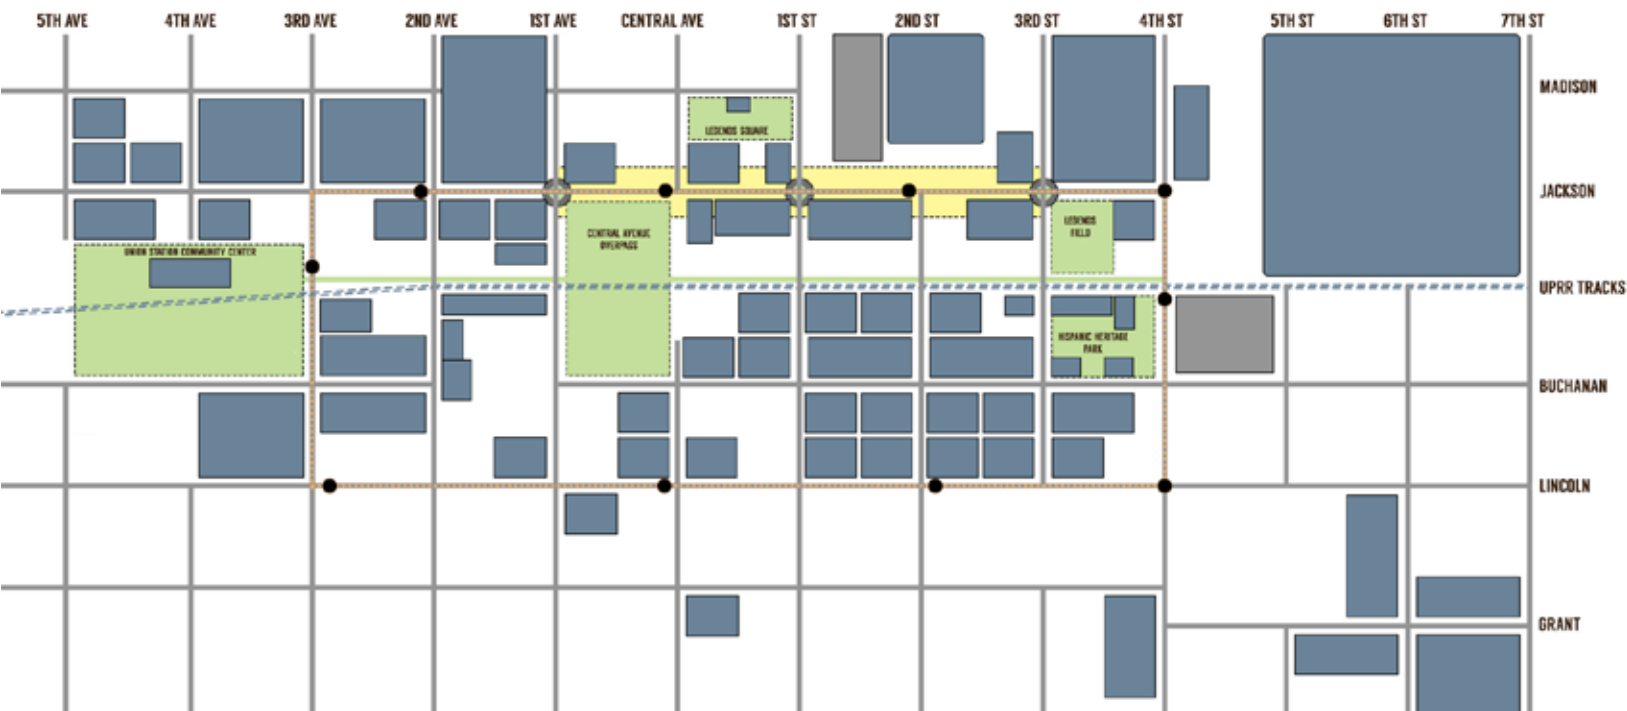 5TH AVE 4TH AVE 3RD AVE 2ND AVE 1ST AVE CENTRAL AVE 1ST ST 2ND ST 3RD ST 4TH ST 5TH ST 6TH ST 7TH ST
MADISON
LEGENDS SQUARE
JACKSON
LEGENDS
FIELD
CENTRAL AVENUE
OVERPASS
UNION STATION COMMUNITY CENTER
UPRR TRACKS
HISPANIC HERITAGE
PARK
BUCHANAN
LINCOLN
GRANT